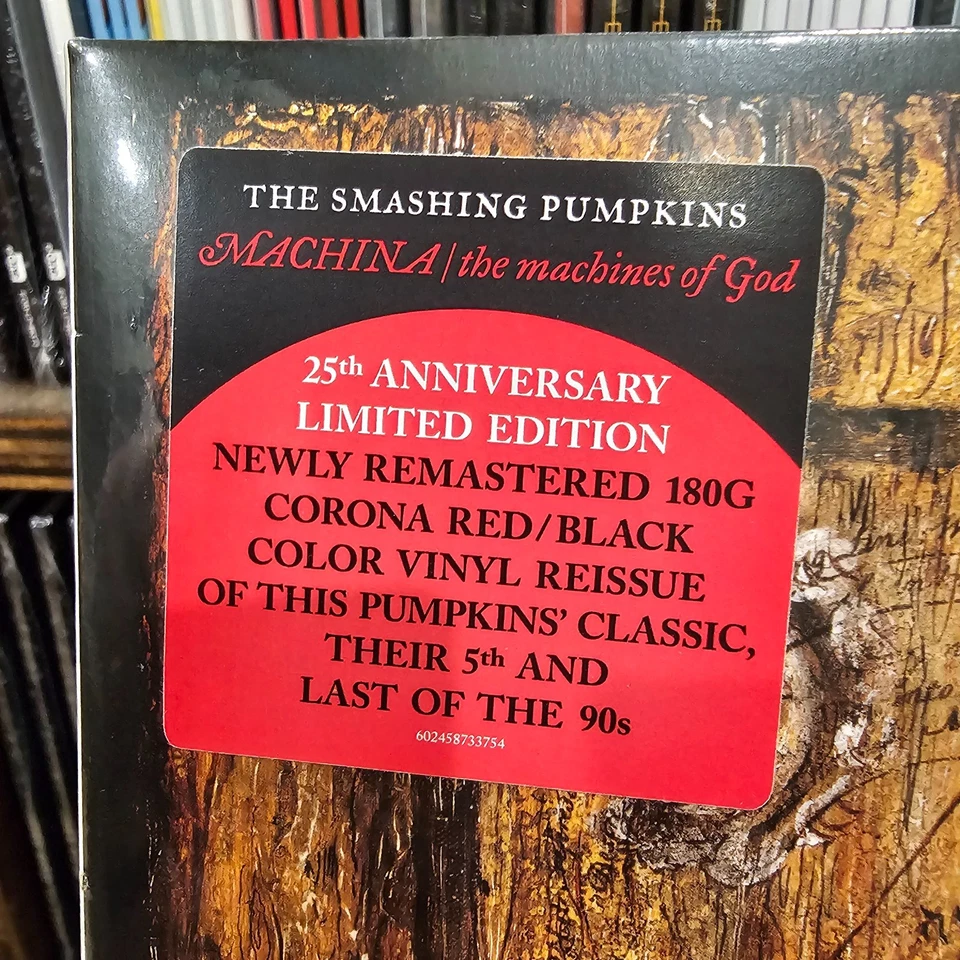 THE SMASHING PUMPKINS
MACHINA/the machines of God
25th ANNIVERSARY
LIMITED EDITION
NEWLY REMASTERED 180G
CORONA RED/BLACK
COLOR VINYL REISSUE
OF THIS PUMPKINS' CLASSIC,
THEIR 5th AND
LAST OF THE 90s
602458733754